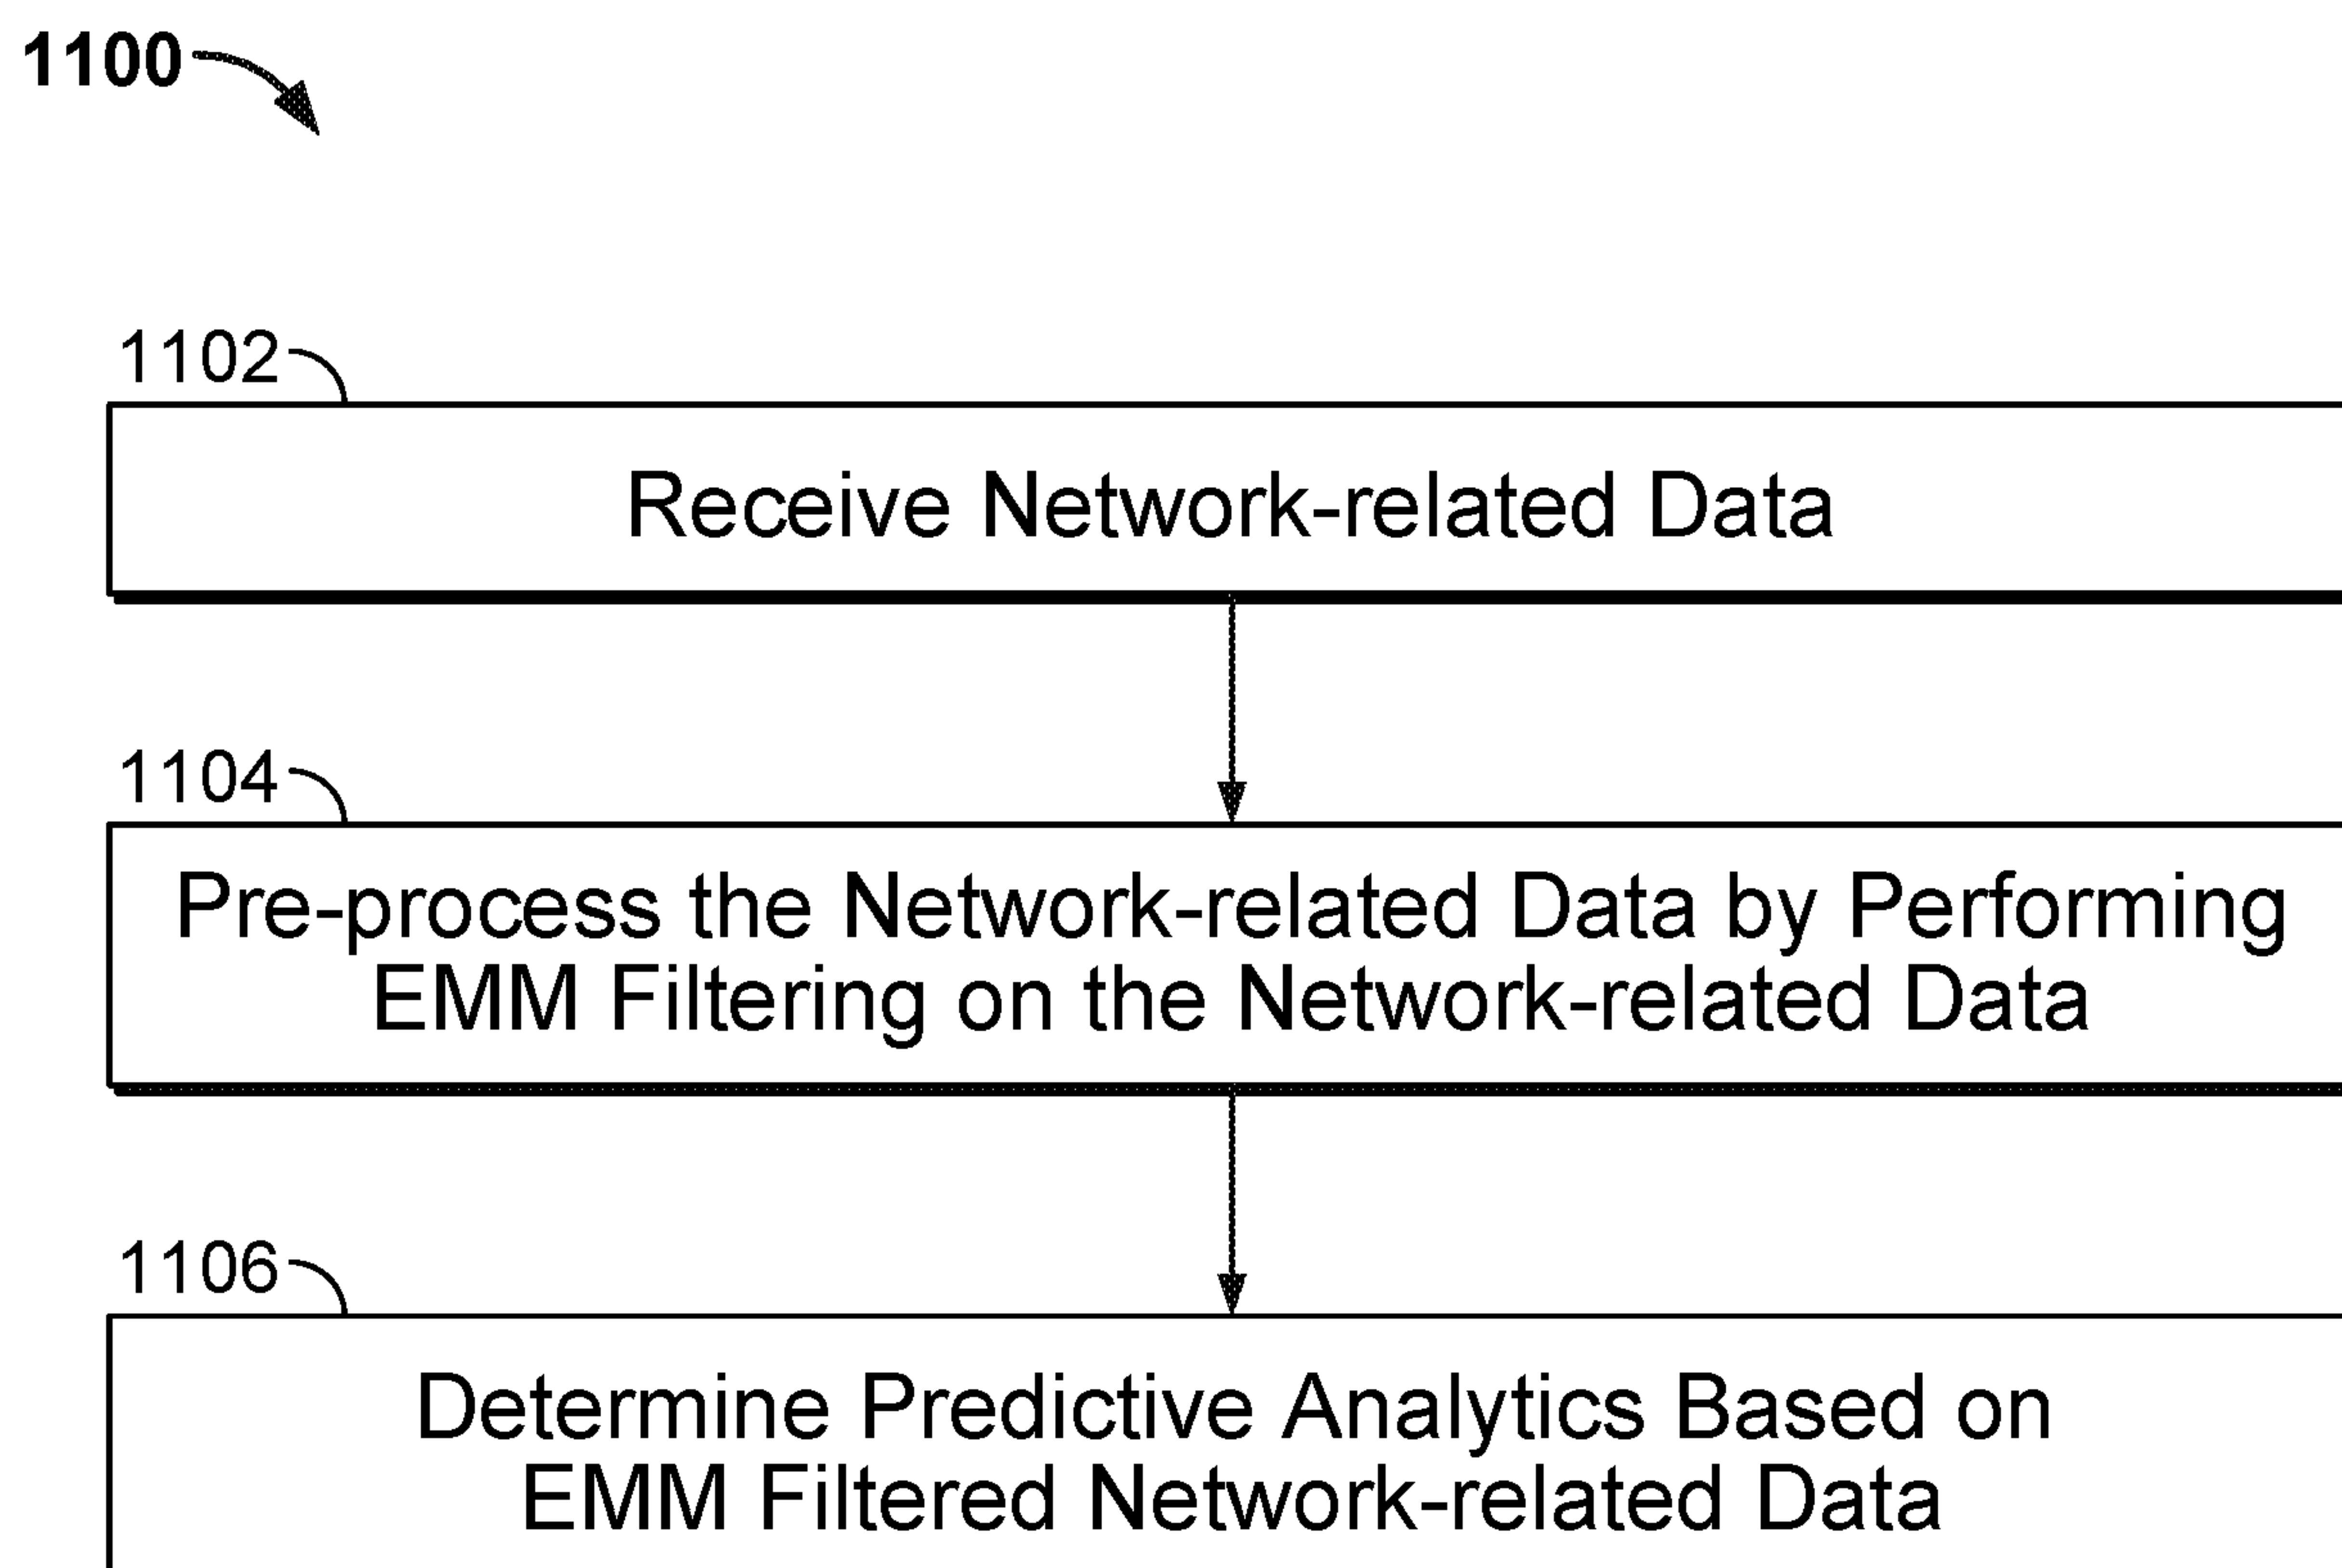 1100
1102
Receive Network-related Data
1104
Pre-process the Network-related Data by Performing
EMM Filtering on the Network-related Data
1106
Determine Predictive Analytics Based on
EMM Filtered Network-related Data